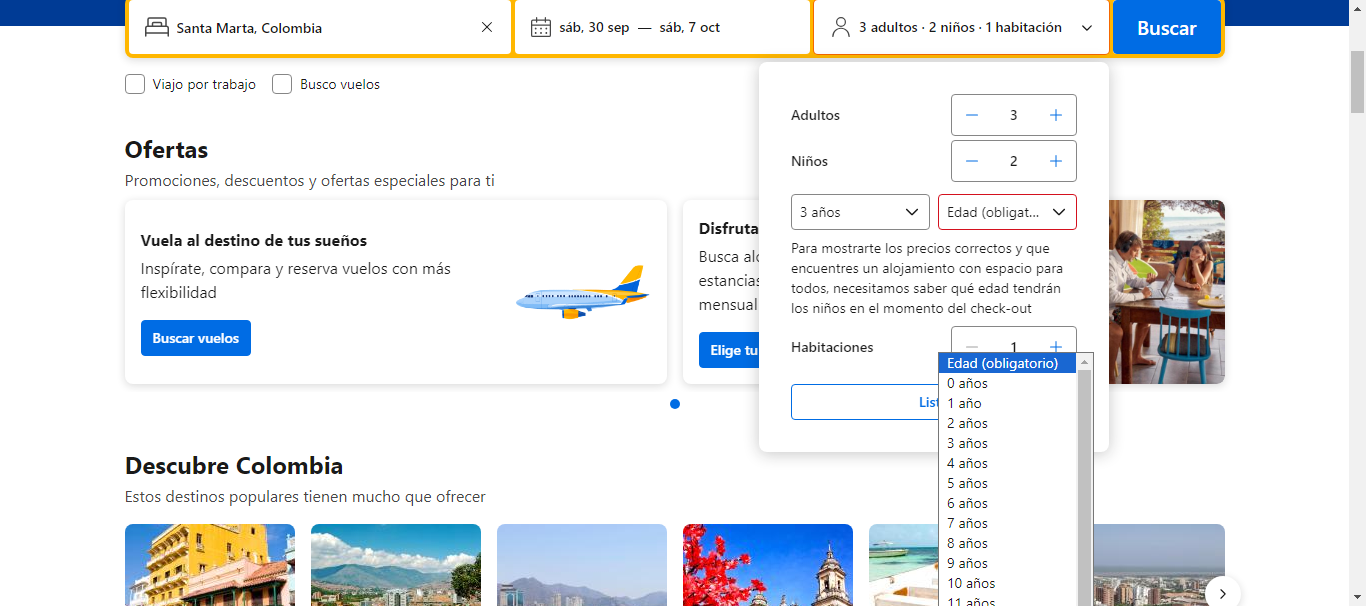 Santa Marta, Colombia
sáb, 30 sep — sáb, 7 oct
3 adultos · 2 niños · 1 habitación
Buscar
Viajo por trabajo
Busco vuelos
Adultos
3
Niños
2
3 años
Edad (obligat...
Para mostrarte los precios correctos y que
encuentres un alojamiento con espacio para
todos, necesitamos saber qué edad tendrán
los niños en el momento del check-out
Habitaciones
1
List
Edad (obligatorio)
0 años
1 año
2 años
3 años
4 años
5 años
6 años
7 años
8 años
9 años
10 años
11 años
Ofertas
Promociones, descuentos y ofertas especiales para ti
Vuela al destino de tus sueños
Inspírate, compara y reserva vuelos con más
flexibilidad
Buscar vuelos
Disfruta
Busca alo
estancias
mensual
Elige tu
Descubre Colombia
Estos destinos populares tienen mucho que ofrecer